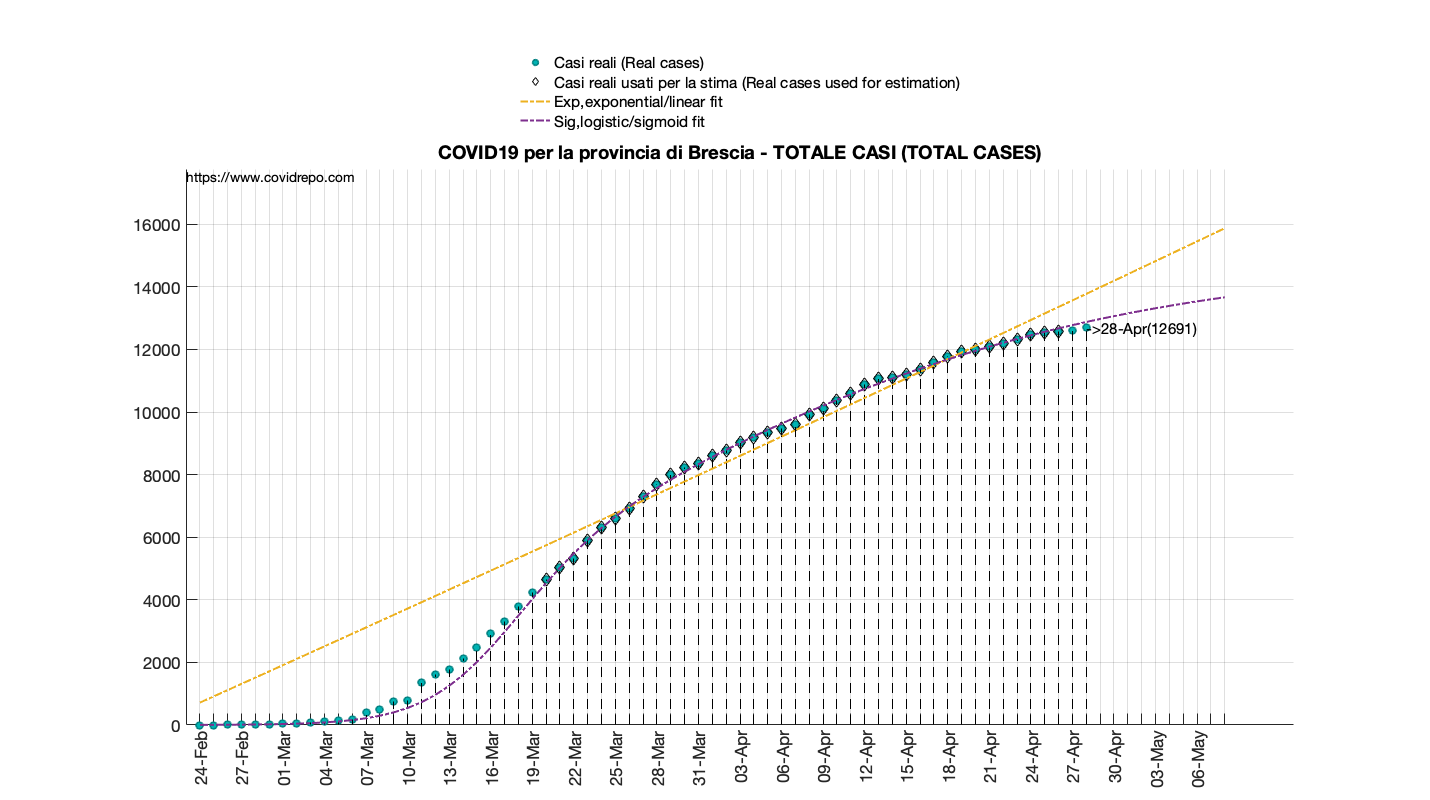 Casi reali (Real cases)
Casi reali usati per la stima (Real cases used for estimation)
Exp,exponential/linear fit
Sig,logistic/sigmoid fit
COVID19 per la provincia di Brescia - TOTALE CASI (TOTAL CASES)
https://www.covidrepo.com
16000
14000
12000
10000
8000
6000
4000
2000
0
>28-Apr(12691)
24-Feb
27-Feb
01-Mar
04-Mar
07-Mar
10-Mar
13-Mar
16-Mar
19-Mar
22-Mar
25-Mar
28-Mar
31-Mar
03-Apr
06-Apr
09-Apr
12-Apr
15-Apr
18-Apr
21-Apr
24-Apr
27-Apr
30-Apr
03-May
06-May